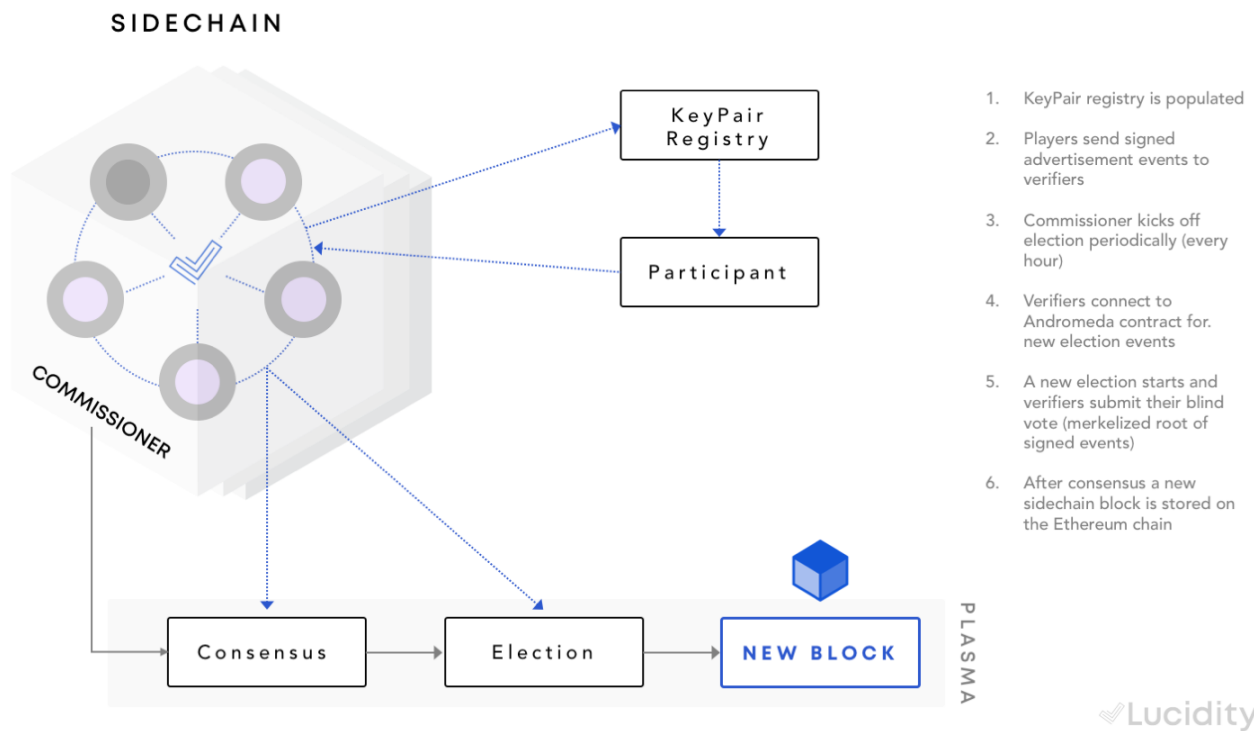 SIDECHAIN
KeyPair
Registry
Participant
COMMISSIONER
Consensus
Election
NEW BLOCK
PLASMA
1. KeyPair registry is populated
2. Players send signed
advertisement events to
verifiers
3. Commissioner kicks off
election periodically (every
hour)
4. Verifiers connect to
Andromeda contract for.
new election events
5. A new election starts and
verifiers submit their blind
vote (merkelized root of
signed events)
6. After consensus a new
sidechain block is stored on
the Ethereum chain
Lucidity